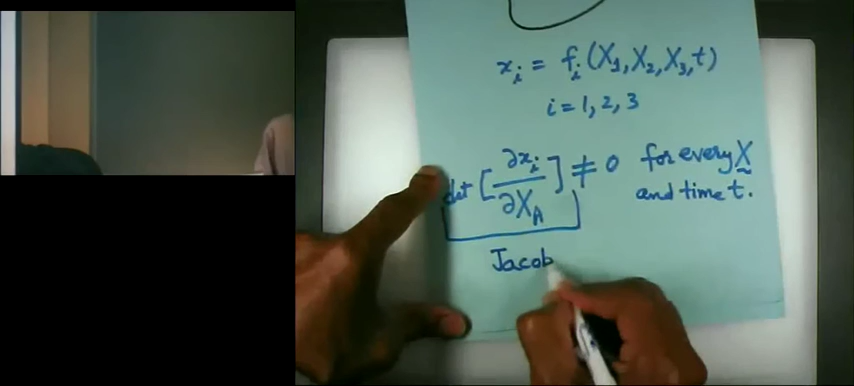 xᵢ = fᵢ (X₁, X₂, X₃, t)
i = 1, 2, 3
det [∂xᵢ/∂X_A] ≠ 0 for every X̰
and time t.
Jacob